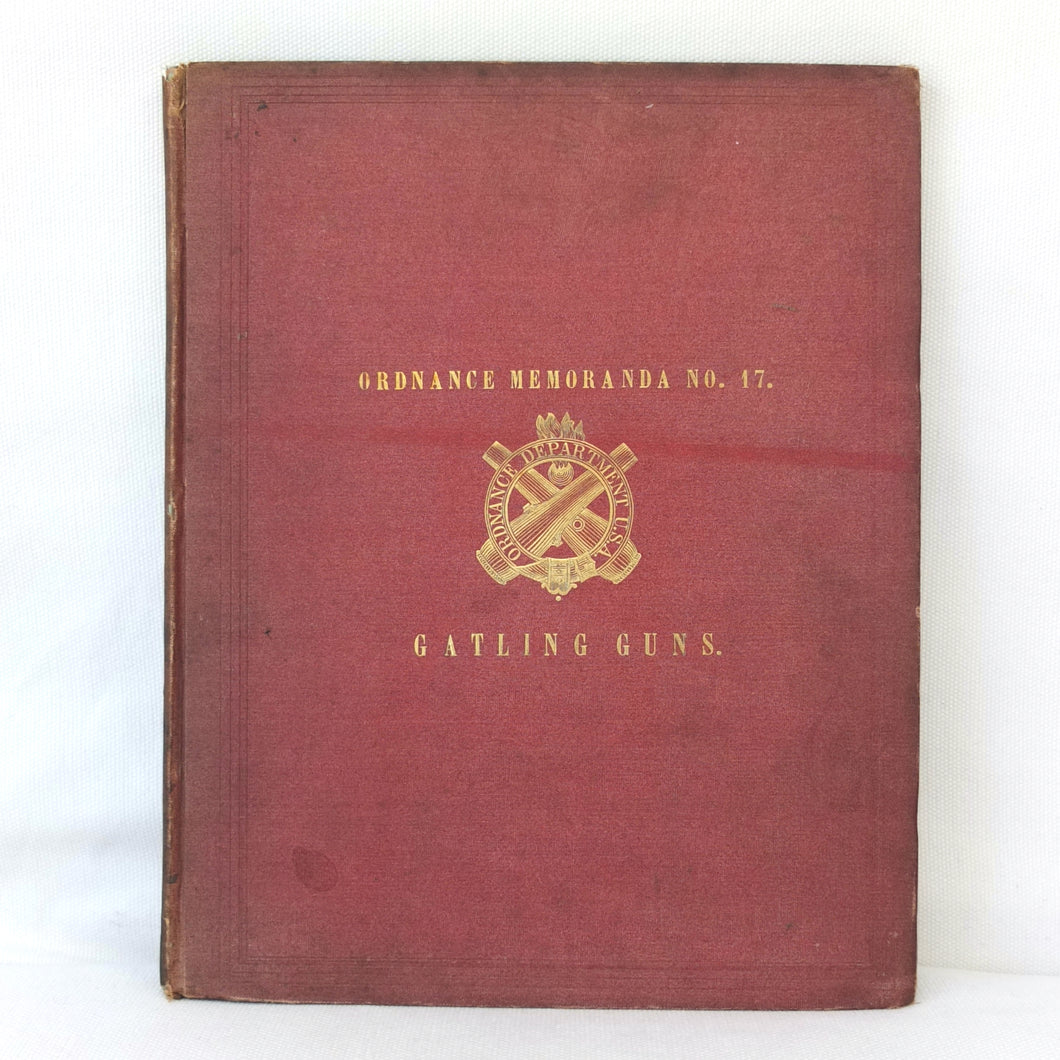 ORDNANCE MEMORANDA NO. 17.
ORDNANCE DEPARTMENT U.S.A.
GATLING GUNS.